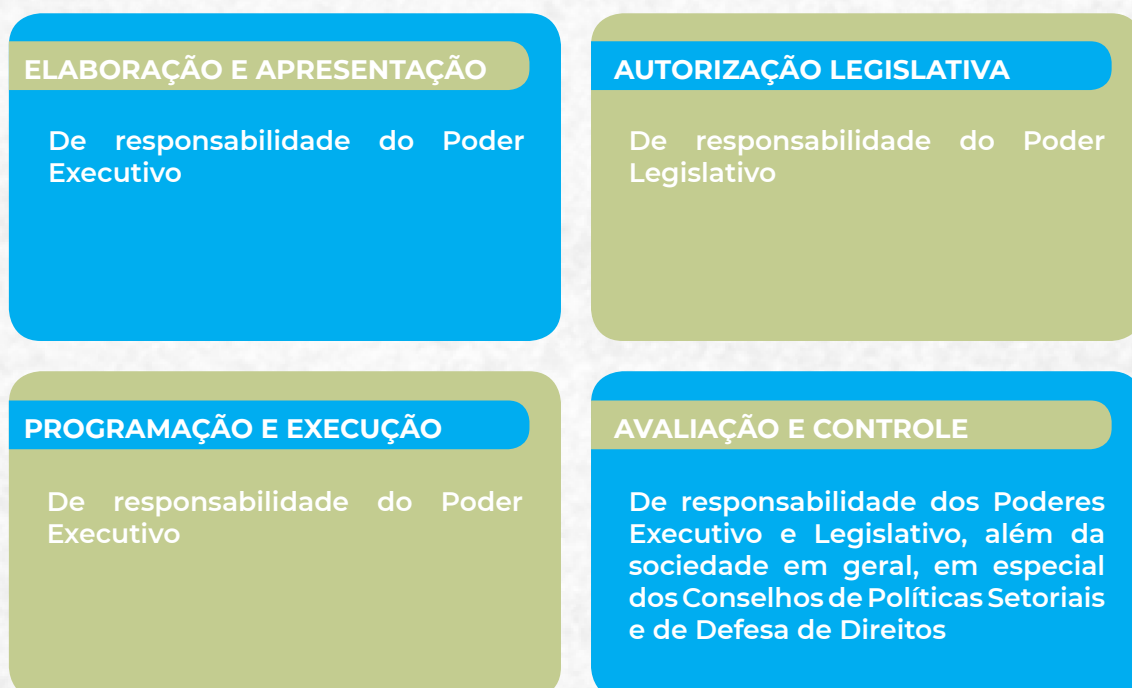 ELABORAÇÃO E APRESENTAÇÃO
De responsabilidade do Poder
Executivo
AUTORIZAÇÃO LEGISLATIVA
De responsabilidade do Poder
Legislativo
PROGRAMAÇÃO E EXECUÇÃO
De responsabilidade do Poder
Executivo
AVALIAÇÃO E CONTROLE
De responsabilidade dos Poderes
Executivo e Legislativo, além da
sociedade em geral, em especial
dos Conselhos de Políticas Setoriais
e de Defesa de Direitos